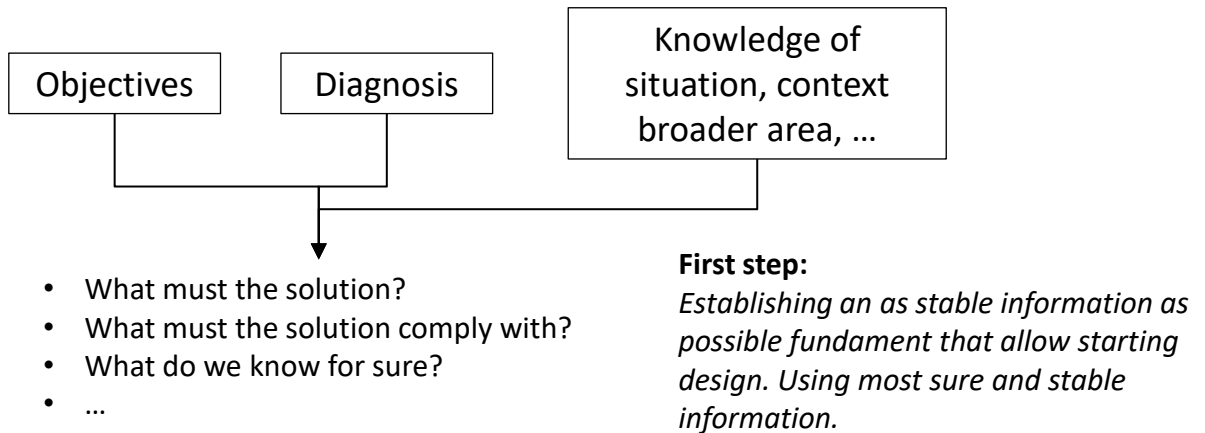 Objectives
Diagnosis
Knowledge of
situation, context
broader area, …
• What must the solution?
• What must the solution comply with?
• What do we know for sure?
• …
First step:
Establishing an as stable information as
possible fundament that allow starting
design. Using most sure and stable
information.